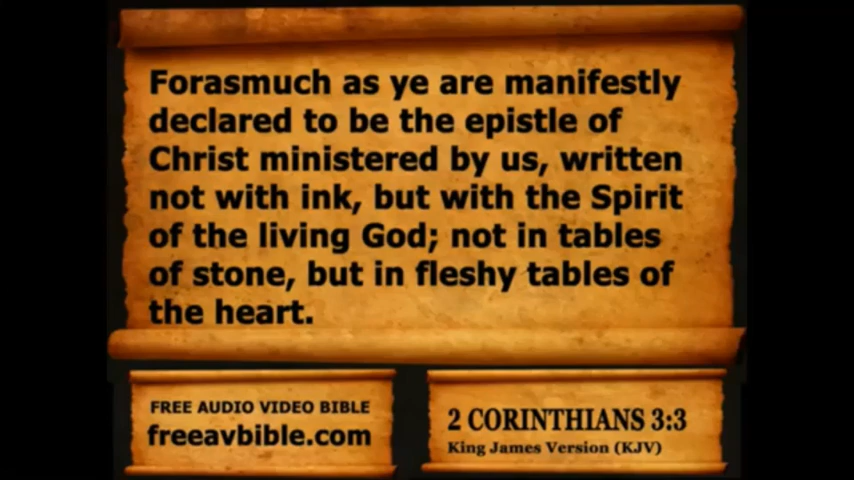 Forasmuch as ye are manifestly
declared to be the epistle of
Christ ministered by us, written
not with ink, but with the Spirit
of the living God; not in tables
of stone, but in fleshy tables of
the heart.
FREE AUDIO VIDEO BIBLE
freeavbible.com
2 CORINTHIANS 3:3
King James Version (KJV)